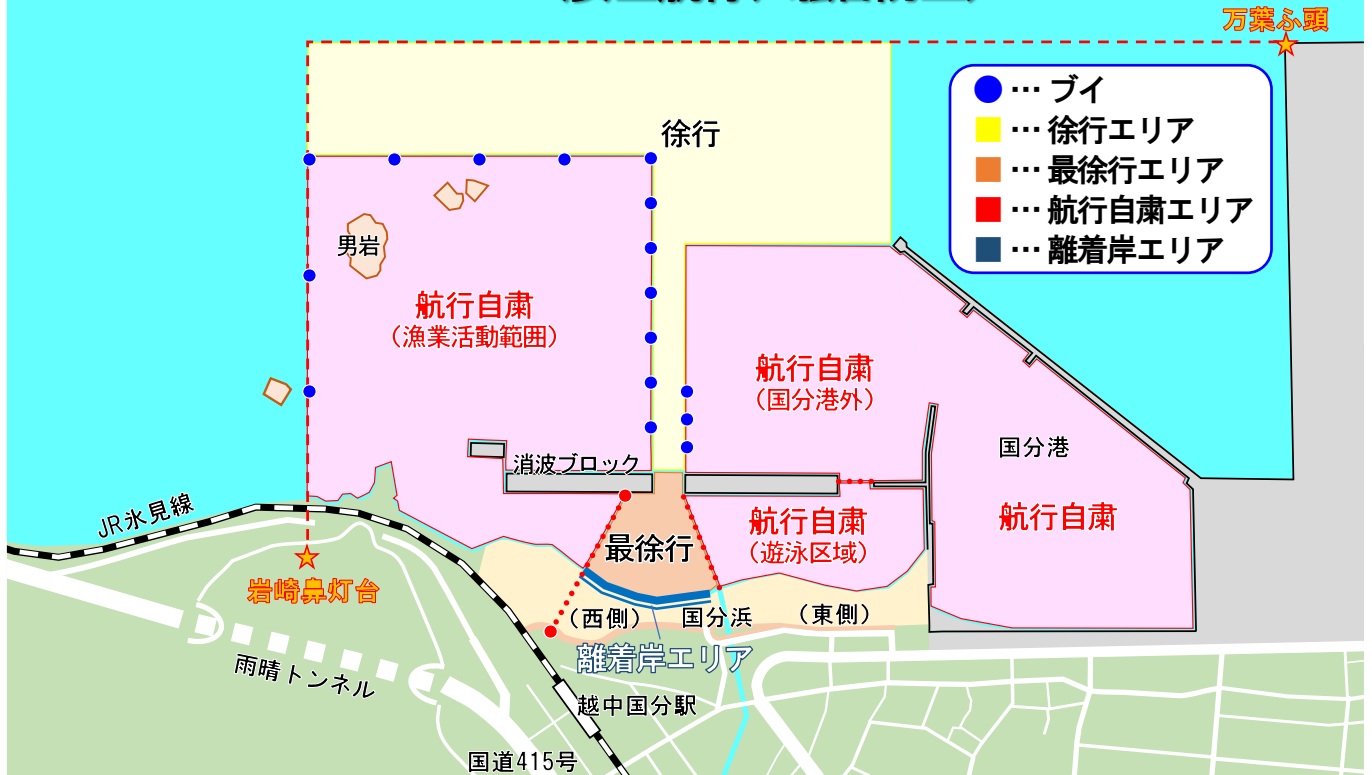 万葉ふ頭
… ブイ
… 徐行エリア
… 最徐行エリア
… 航行自粛エリア
… 離着岸エリア
徐行
男岩
航行自粛
（漁業活動範囲）
航行自粛
（国分港外）
国分港
消波ブロック
航行自粛
航行自粛
（遊泳区域）
JR氷見線
最徐行
岩崎鼻灯台
（西側）
国分浜
（東側）
離着岸エリア
雨晴トンネル
越中国分駅
国道415号